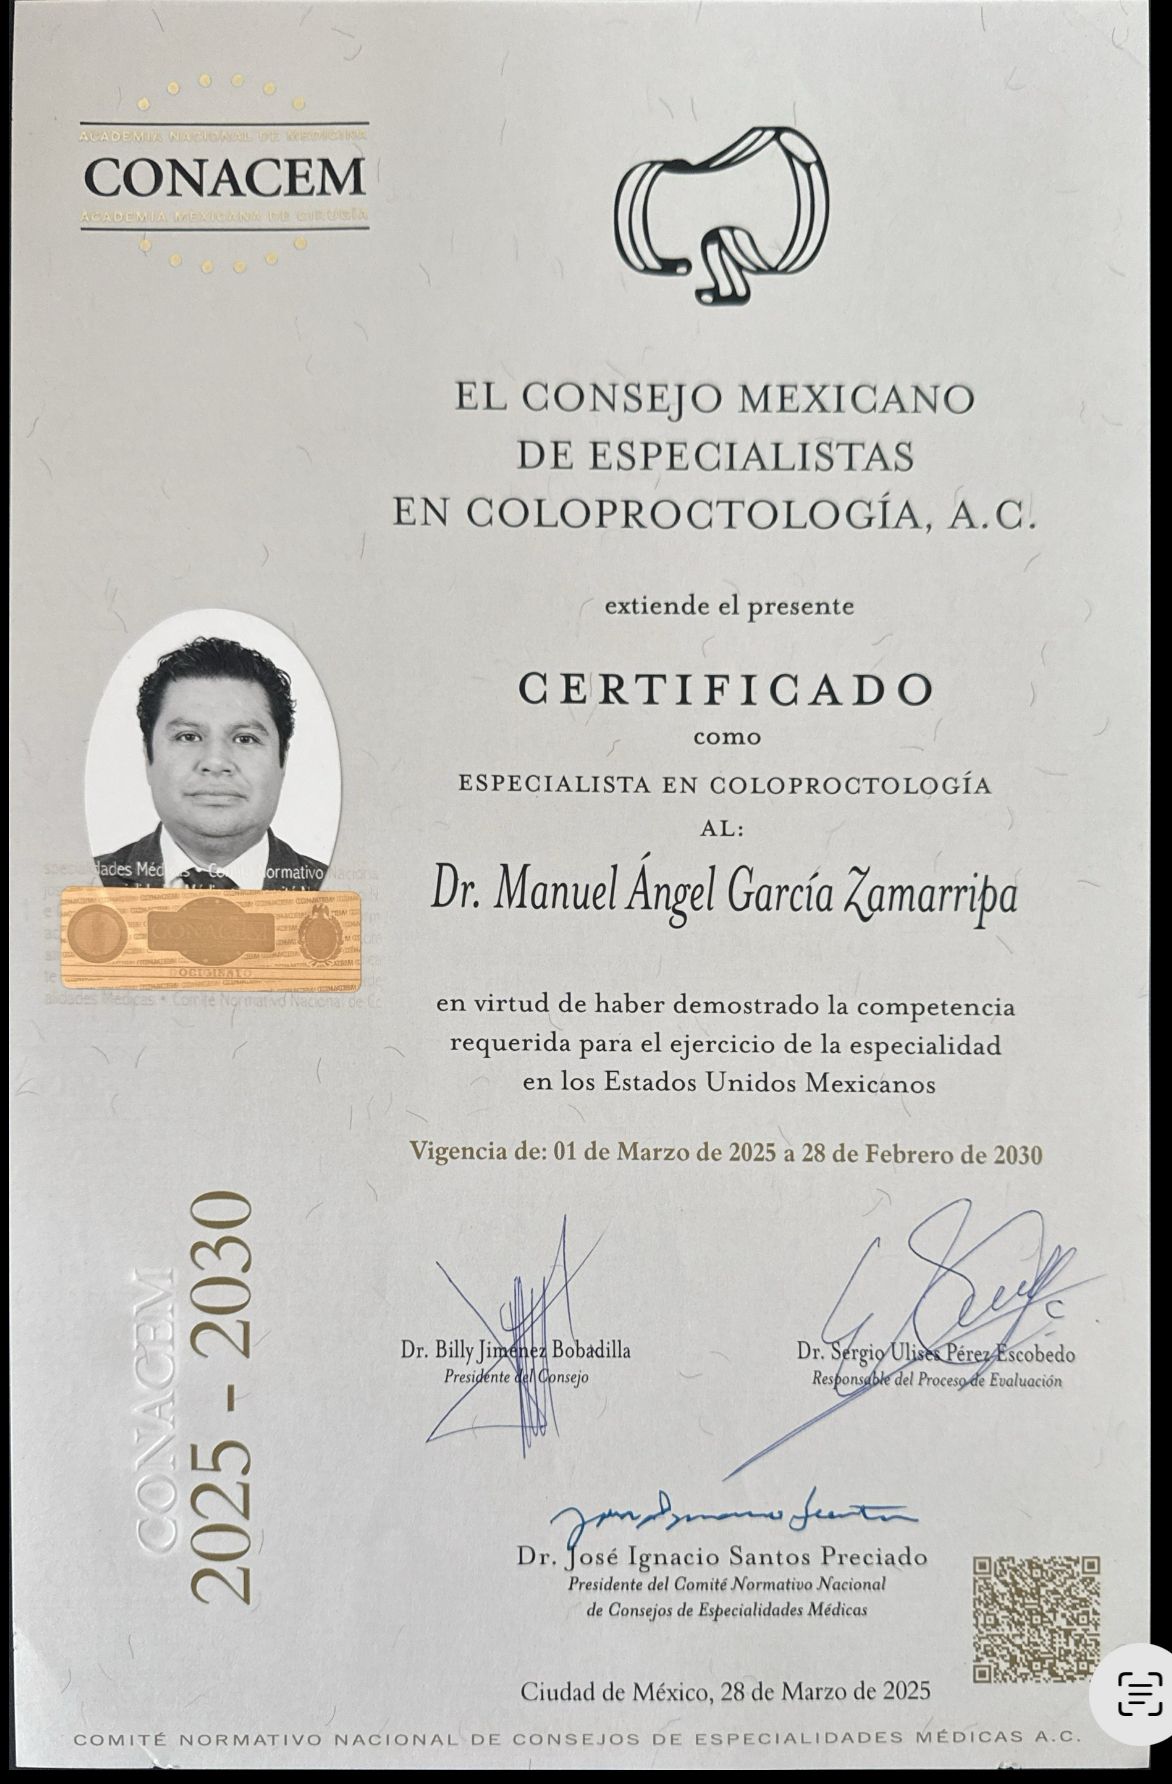 ACADEMIA NACIONAL DE MEDICINA
CONACEM
ACADEMIA MEXICANA DE CIRUGÍA
EL CONSEJO MEXICANO
DE ESPECIALISTAS
EN COLOPROCTOLOGÍA, A.C.
extiende el presente
CERTIFICADO
como
ESPECIALISTA EN COLOPROCTOLOGÍA
AL:
Dr. Manuel Ángel García Zamarripa
en virtud de haber demostrado la competencia
requerida para el ejercicio de la especialidad
en los Estados Unidos Mexicanos
Vigencia de: 01 de Marzo de 2025 a 28 de Febrero de 2030
CONACEM
2025 - 2030
Dr. Billy Jiménez Bobadilla
Presidente del Consejo
Dr. Sergio Ulises Pérez Escobedo
Responsable del Proceso de Evaluación
Dr. José Ignacio Santos Preciado
Presidente del Comité Normativo Nacional
de Consejos de Especialidades Médicas
Ciudad de México, 28 de Marzo de 2025
COMITÉ NORMATIVO NACIONAL DE CONSEJOS DE ESPECIALIDADES MÉDICAS A.C.